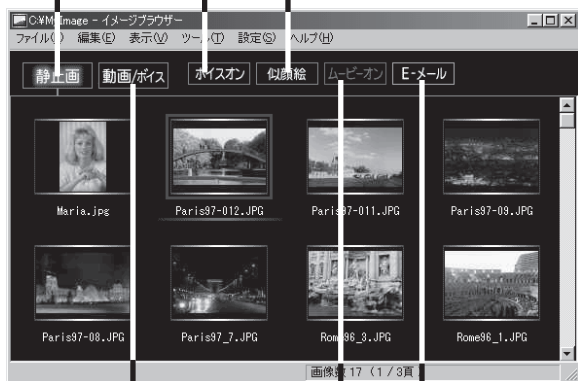 C:¥MyImage - イメージブラウザー
ファイル(F) 編集(E) 表示(V) ツール(T) 設定(S) ヘルプ(H)
静止画 動画/ボイス ボイスオン 似顔絵 ムービーオン E-メール
Maria.jpg Paris97-012.JPG Paris97-011.JPG Paris97-09.JPG
Paris97-08.JPG Paris97_7.JPG Rome96_3.JPG Rome96_1.JPG
画像数 17 (1/3頁